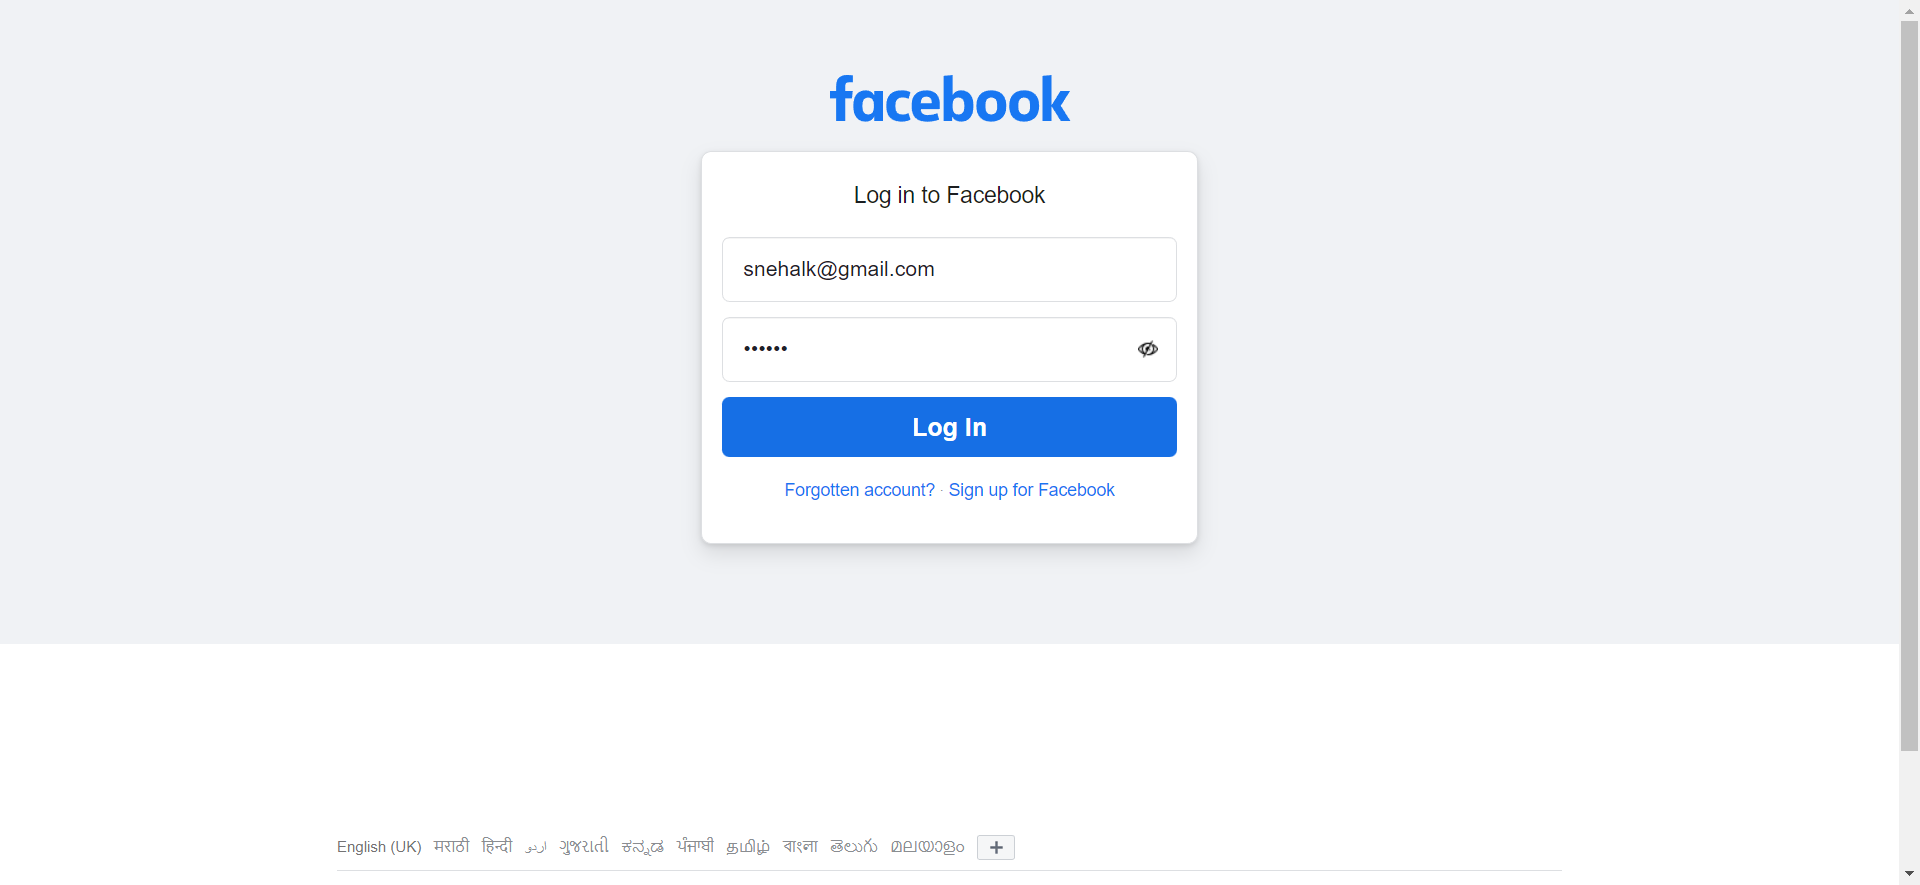 facebook
Log in to Facebook
snehalk@gmail.com
••••••
Log In
Forgotten account? · Sign up for Facebook
English (UK) मराठी हिन्दी اردو ગુજરાતી ಕನ್ನಡ ਪੰਜਾਬੀ தமிழ் বাংলা తెలుగు മലയാളം +